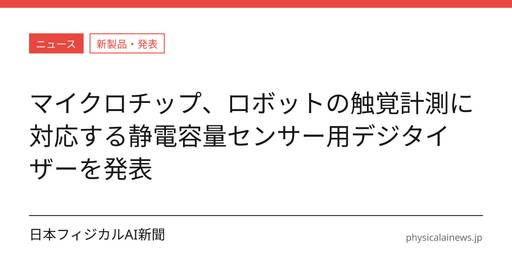 ニュース 新製品・発表
マイクロチップ、ロボットの触覚計測に
対応する静電容量センサー用デジタイ
ザーを発表
日本フィジカルAI新聞 physicalainews.jp